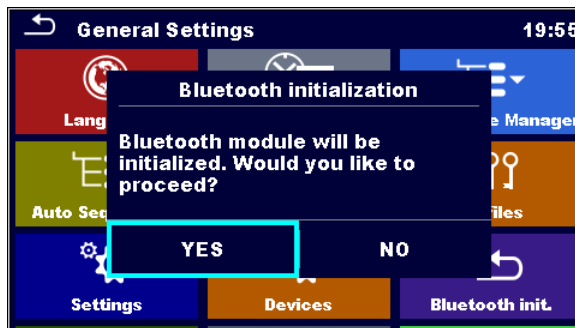 General Settings
19:55
Bluetooth initialization
Lang
e Manager
Bluetooth module will be
initialized. Would you like to
proceed?
Auto Seq
files
YES
NO
Settings
Devices
Bluetooth init.